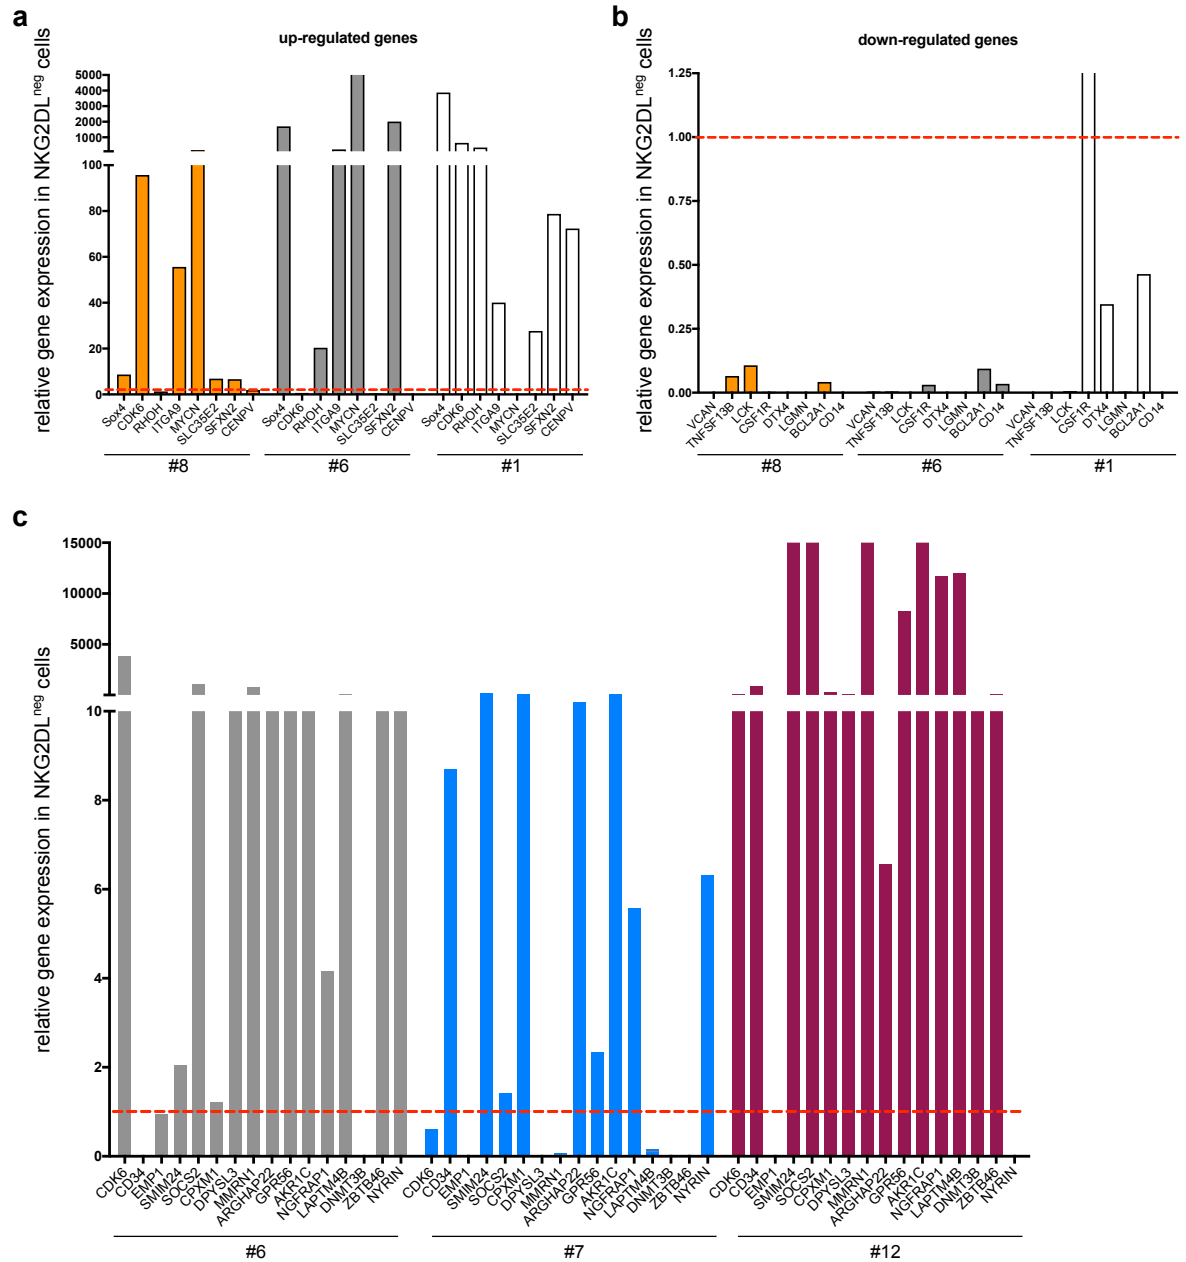 a
up-regulated genes
relative gene expression in NKG2DLneg cells
5000
4000
3000
2000
1000
100
80
60
40
20
0
Sox4 CDK6 RHOH ITGA9 MYCN SLC35E2 SFXN2 CENPV
Sox4 CDK6 RHOH ITGA9 MYCN SLC35E2 SFXN2 CENPV
Sox4 CDK6 RHOH ITGA9 MYCN SLC35E2 SFXN2 CENPV
#8 #6 #1
b
down-regulated genes
relative gene expression in NKG2DLneg cells
1.25
1.00
0.75
0.50
0.25
0.00
VCAN TNFSF13B LCK CSF1R DTX4 LGMN BCL2A1 CD14
VCAN TNFSF13B LCK CSF1R DTX4 LGMN BCL2A1 CD14
VCAN TNFSF13B LCK CSF1R DTX4 LGMN BCL2A1 CD14
#8 #6 #1
c
relative gene expression in NKG2DLneg cells
15000
10000
5000
10
8
6
4
2
0
CDK6 CD34 EMP1 SMIM24 SOCS2 CPXM1 DPYSL3 MMRN1 ARGHAP22 GPR56 AKR1C NGFRAP1 LAPTM4B DNMT3B ZBTB46 NYRIN
CDK6 CD34 EMP1 SMIM24 SOCS2 CPXM1 DPYSL3 MMRN1 ARGHAP22 GPR56 AKR1C NGFRAP1 LAPTM4B DNMT3B ZBTB46 NYRIN
CDK6 CD34 EMP1 SMIM24 SOCS2 CPXM1 DPYSL3 MMRN1 ARGHAP22 GPR56 AKR1C NGFRAP1 LAPTM4B DNMT3B ZBTB46 NYRIN
#6 #7 #12